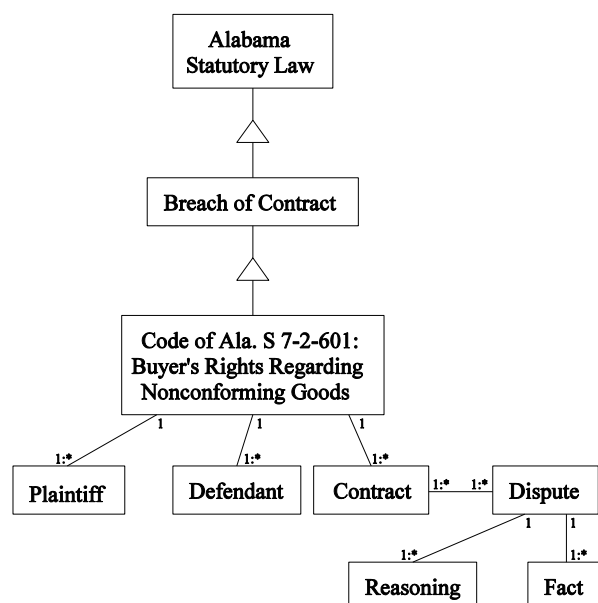 Alabama
Statutory Law
Breach of Contract
Code of Ala. S 7-2-601:
Buyer's Rights Regarding
Nonconforming Goods
1 1 1
1:* 1:* 1:*
Plaintiff Defendant Contract 1:* 1:* Dispute
1 1
1:* 1:*
Reasoning Fact